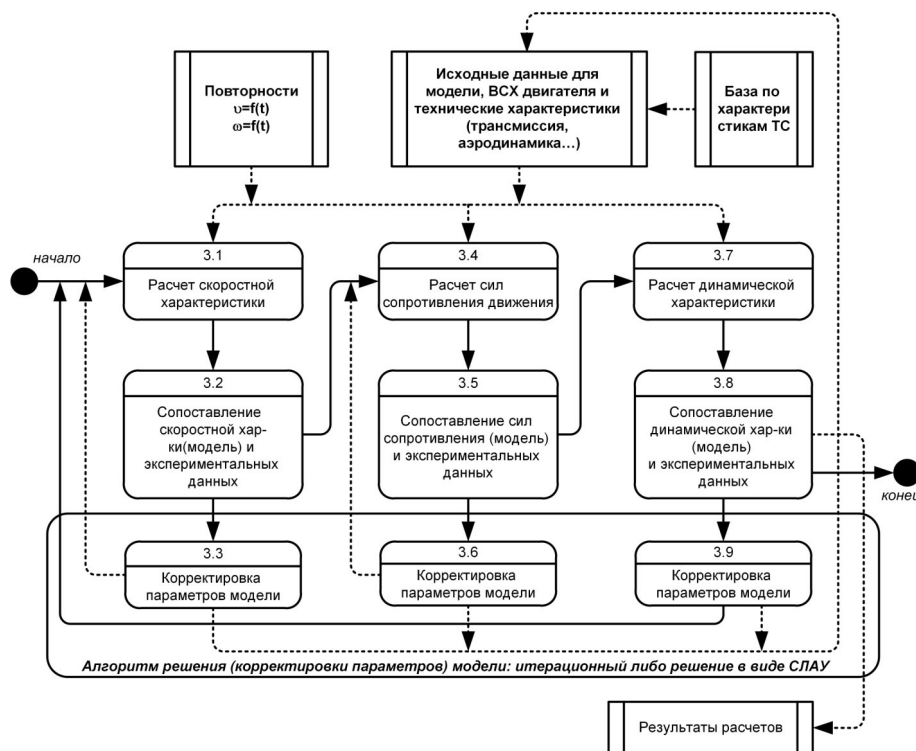 Повторности
υ=f(t)
ω=f(t)
Исходные данные для
модели, ВСХ двигателя и
технические характеристики
(трансмиссия,
аэродинамика...)
База по
характери
стикам ТС
начало
3.1
Расчет скоростной
характеристики
3.4
Расчет сил
сопротивления движения
3.7
Расчет динамической
характеристики
3.2
Сопоставление
скоростной хар-
ки(модель) и
экспериментальных
данных
3.5
Сопоставление сил
сопротивления (модель)
и экспериментальных
данных
3.8
Сопоставление
динамической хар-ки
(модель)
и экспериментальных
данных
конец
3.3
Корректировка
параметров модели
3.6
Корректировка
параметров модели
3.9
Корректировка
параметров модели
Алгоритм решения (корректировки параметров) модели: итерационный либо решение в виде СЛАУ
Результаты расчетов